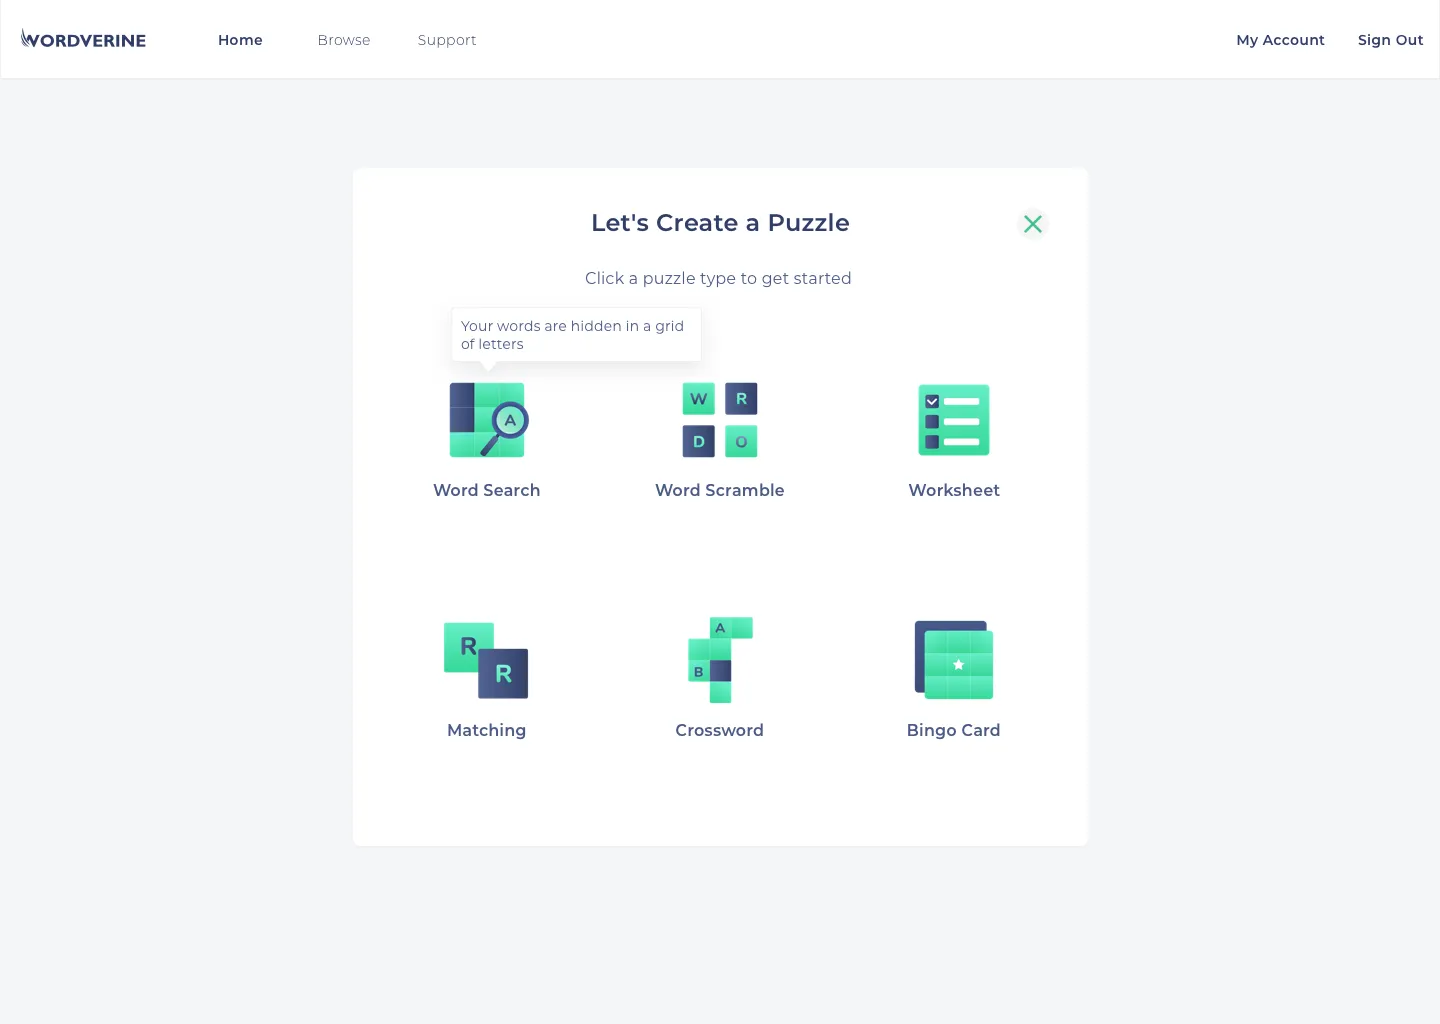 WORDVERINE
Home
Browse
Support
My Account
Sign Out
Let's Create a Puzzle
Click a puzzle type to get started
Your words are hidden in a grid
of letters
A
W R
D O
Word Search
Word Scramble
Worksheet
R
R
A
B
Matching
Crossword
Bingo Card